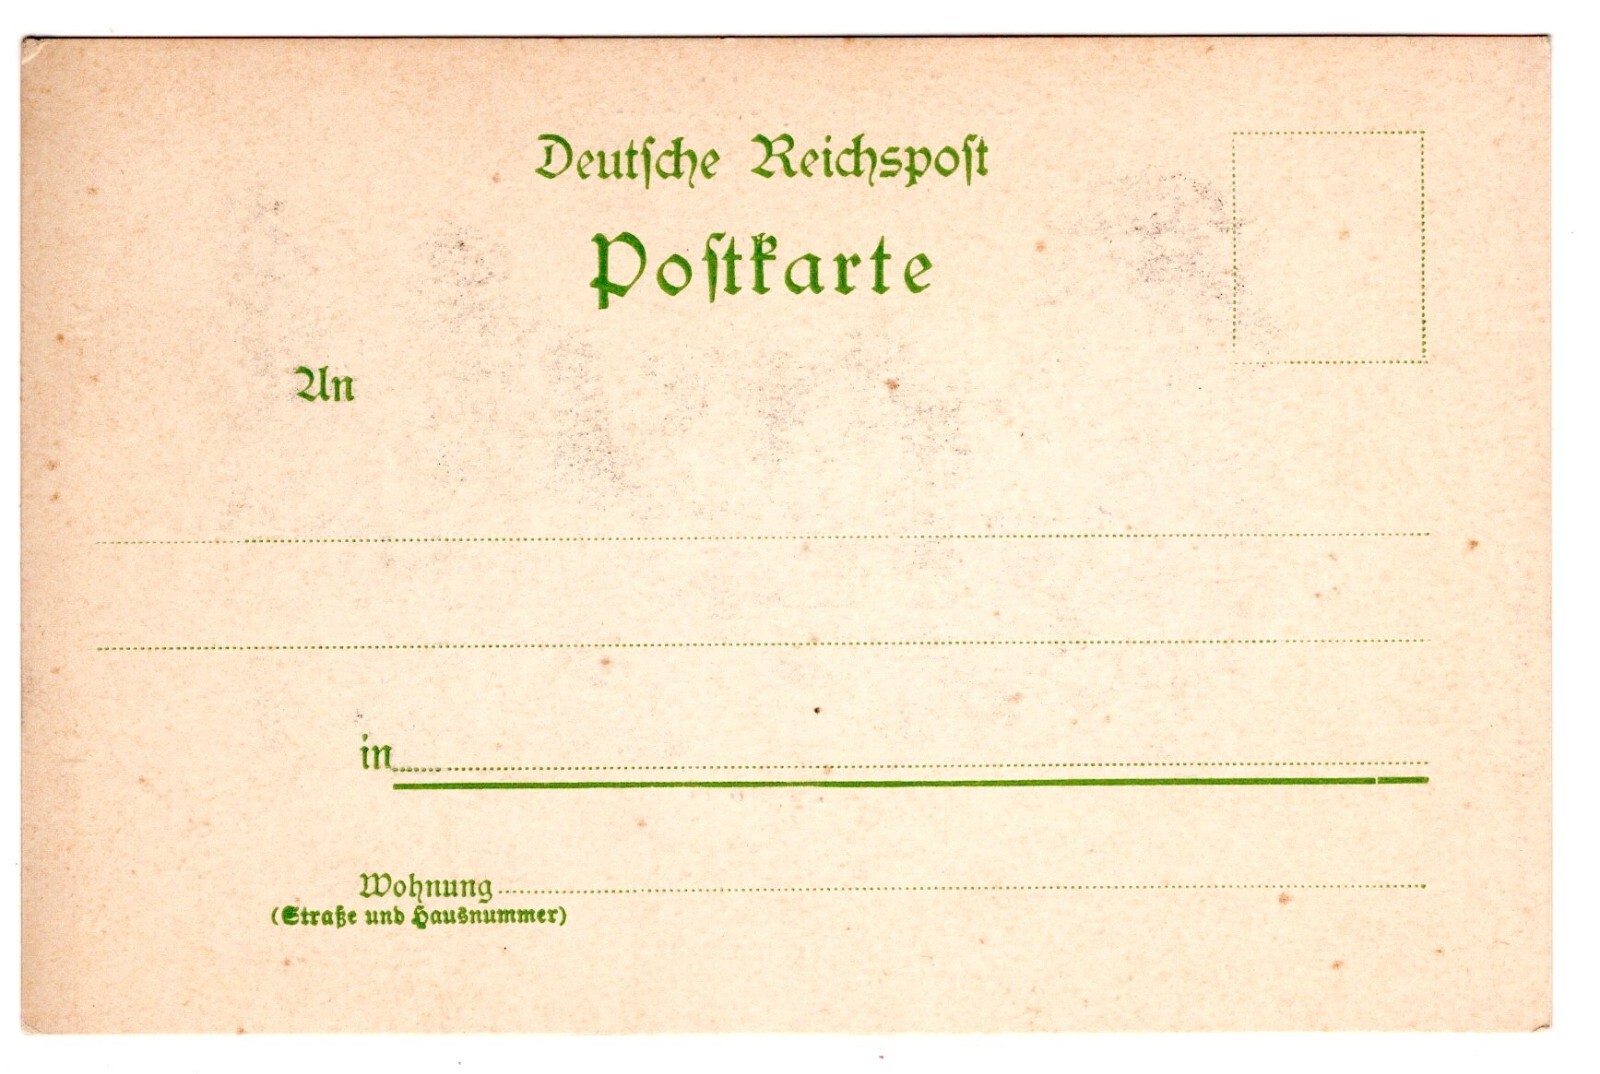 Deutſche Reichspoſt
Poſtkarte
An
in
Wohnung
(Straße und Hausnummer)